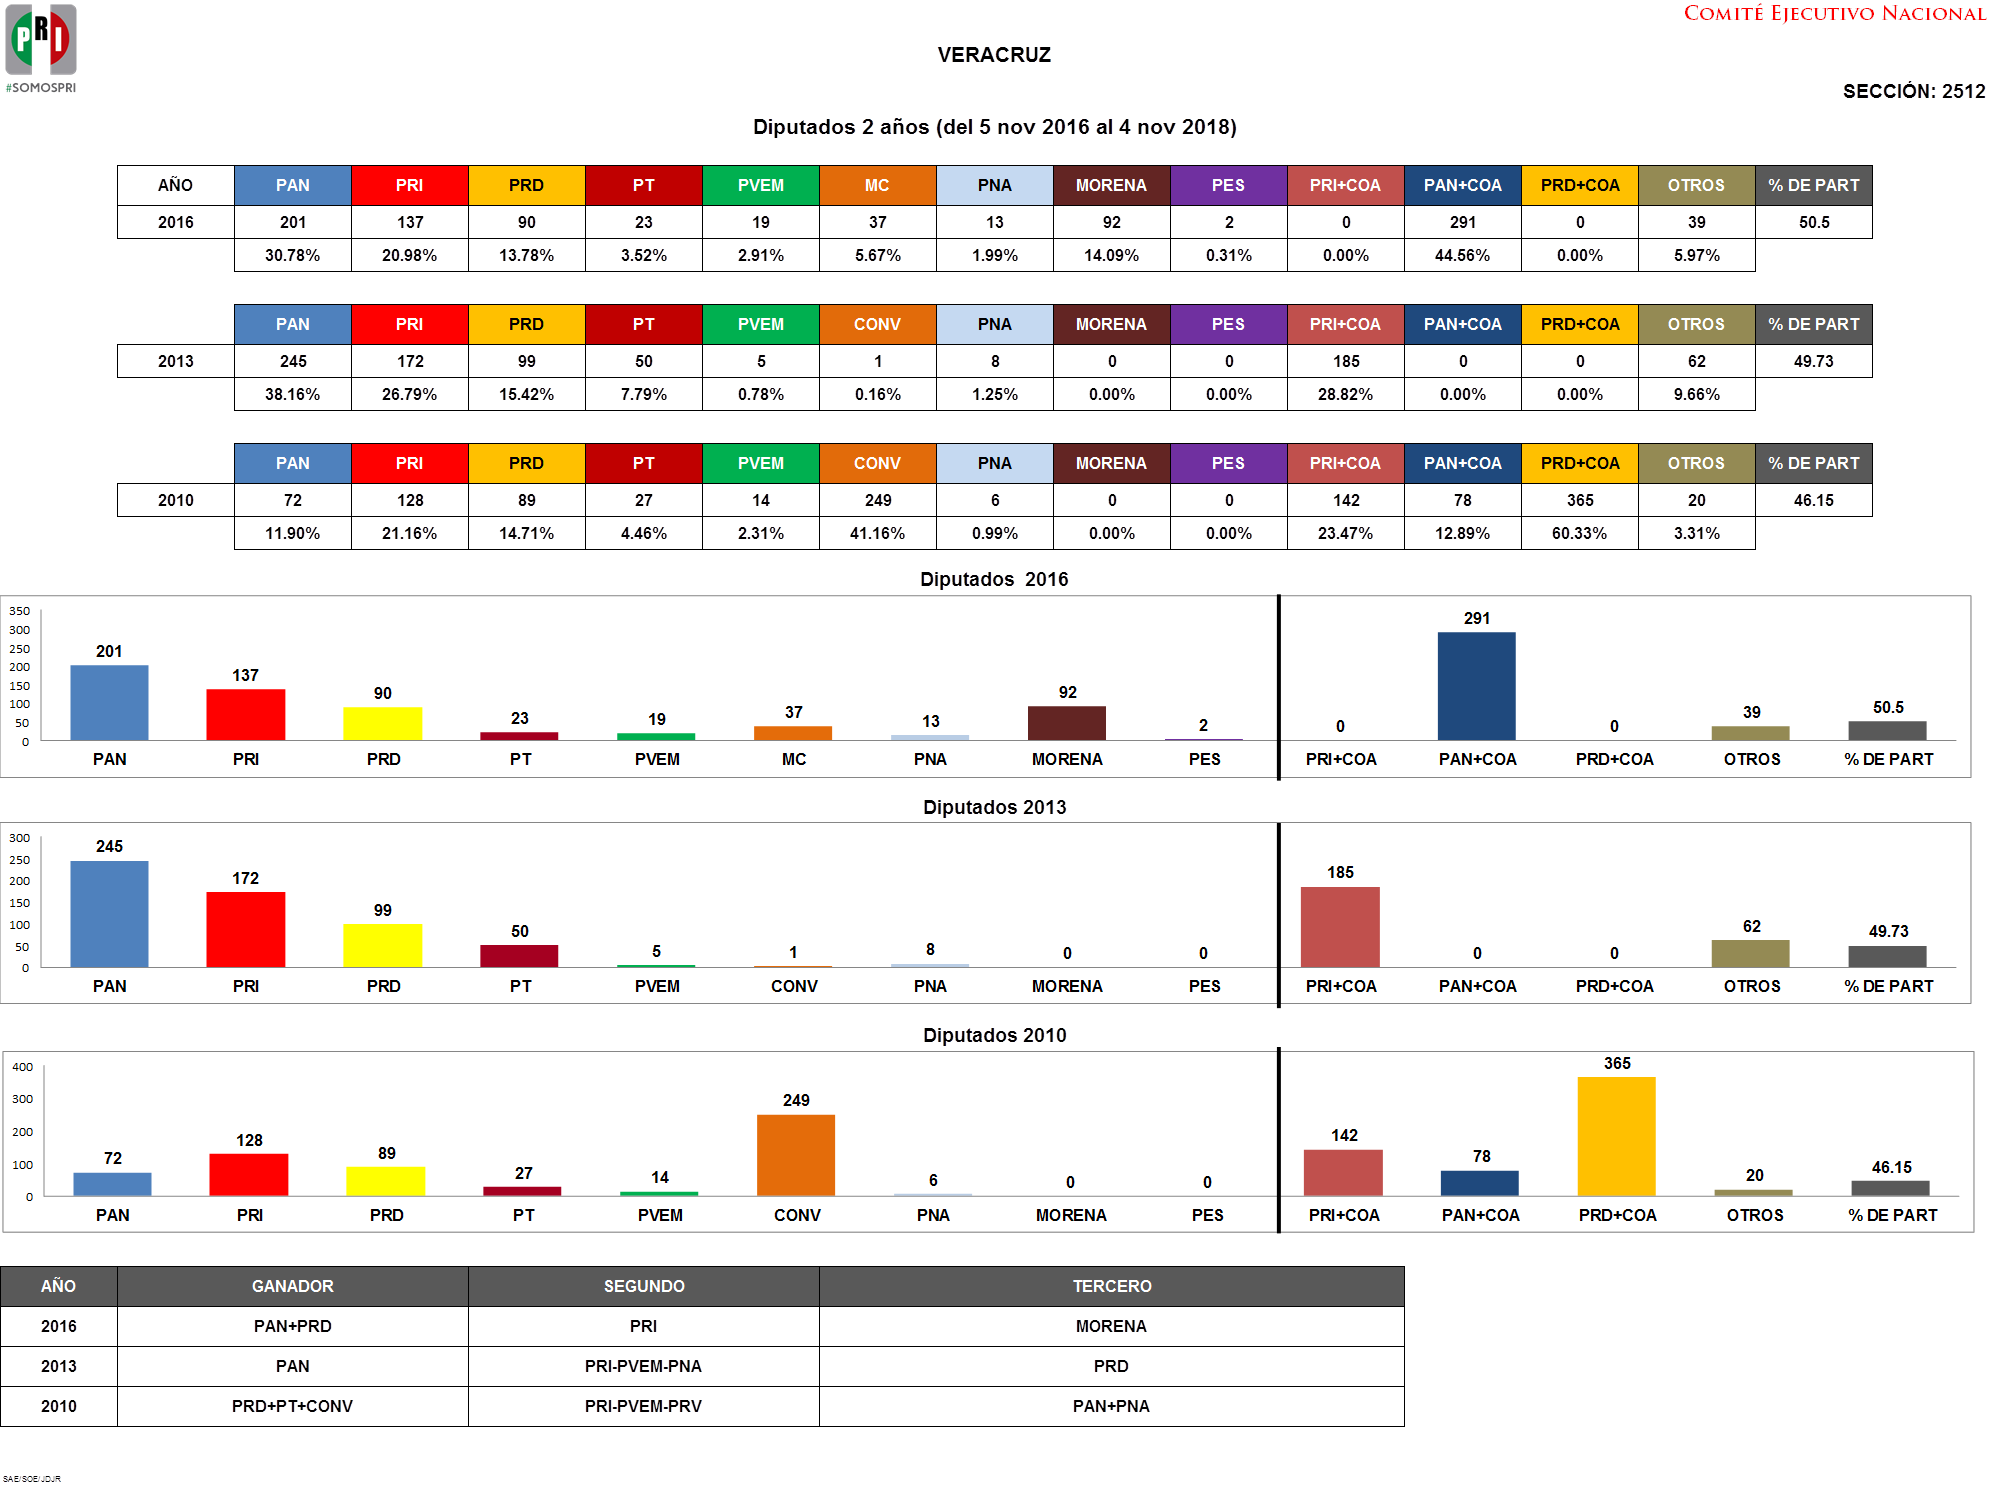 PRI
#SOMOSPRI
COMITÉ EJECUTIVO NACIONAL
VERACRUZ
SECCIÓN: 2512
Diputados 2 años (del 5 nov 2016 al 4 nov 2018)
AÑO PAN PRI PRD PT PVEM MC PNA MORENA PES PRI+COA PAN+COA PRD+COA OTROS % DE PART
2016 201 137 90 23 19 37 13 92 2 0 291 0 39 50.5
30.78% 20.98% 13.78% 3.52% 2.91% 5.67% 1.99% 14.09% 0.31% 0.00% 44.56% 0.00% 5.97%
PAN PRI PRD PT PVEM CONV PNA MORENA PES PRI+COA PAN+COA PRD+COA OTROS % DE PART
2013 245 172 99 50 5 1 8 0 0 185 0 0 62 49.73
38.16% 26.79% 15.42% 7.79% 0.78% 0.16% 1.25% 0.00% 0.00% 28.82% 0.00% 0.00% 9.66%
PAN PRI PRD PT PVEM CONV PNA MORENA PES PRI+COA PAN+COA PRD+COA OTROS % DE PART
2010 72 128 89 27 14 249 6 0 0 142 78 365 20 46.15
11.90% 21.16% 14.71% 4.46% 2.31% 41.16% 0.99% 0.00% 0.00% 23.47% 12.89% 60.33% 3.31%
Diputados  2016
350
300
250
200
150
100
50
0
201 137 90 23 19 37 13 92 2 0 291 0 39 50.5
PAN PRI PRD PT PVEM MC PNA MORENA PES PRI+COA PAN+COA PRD+COA OTROS % DE PART
Diputados 2013
300
250
200
150
100
50
0
245 172 99 50 5 1 8 0 0 185 0 0 62 49.73
PAN PRI PRD PT PVEM CONV PNA MORENA PES PRI+COA PAN+COA PRD+COA OTROS % DE PART
Diputados 2010
400
300
200
100
0
72 128 89 27 14 249 6 0 0 142 78 365 20 46.15
PAN PRI PRD PT PVEM CONV PNA MORENA PES PRI+COA PAN+COA PRD+COA OTROS % DE PART
AÑO GANADOR SEGUNDO TERCERO
2016 PAN+PRD PRI MORENA
2013 PAN PRI-PVEM-PNA PRD
2010 PRD+PT+CONV PRI-PVEM-PRV PAN+PNA
SAE/SOE/JDJR